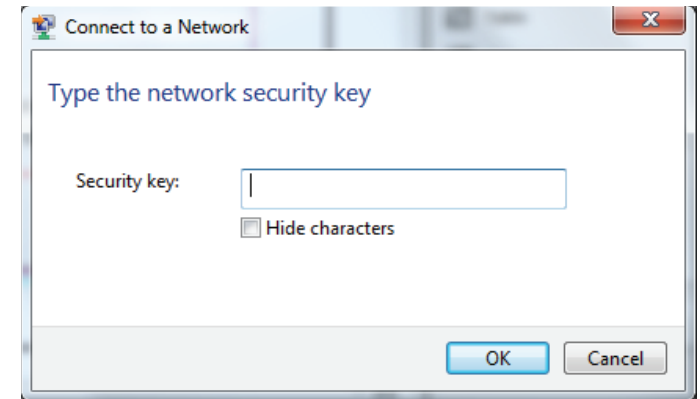 Connect to a Network
Type the network security key
Security key:
Hide characters
OK Cancel